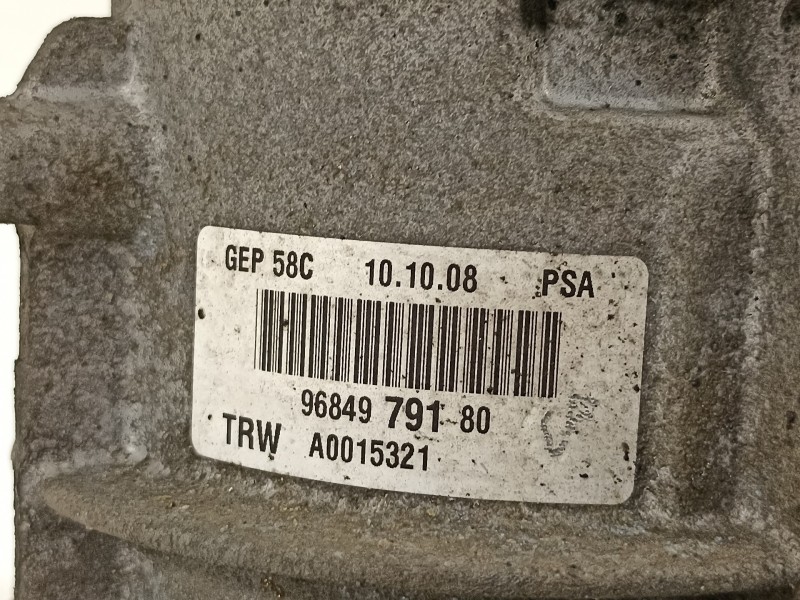 GEP 58C 10.10.08 PSA
96849 791 80
TRW A0015321